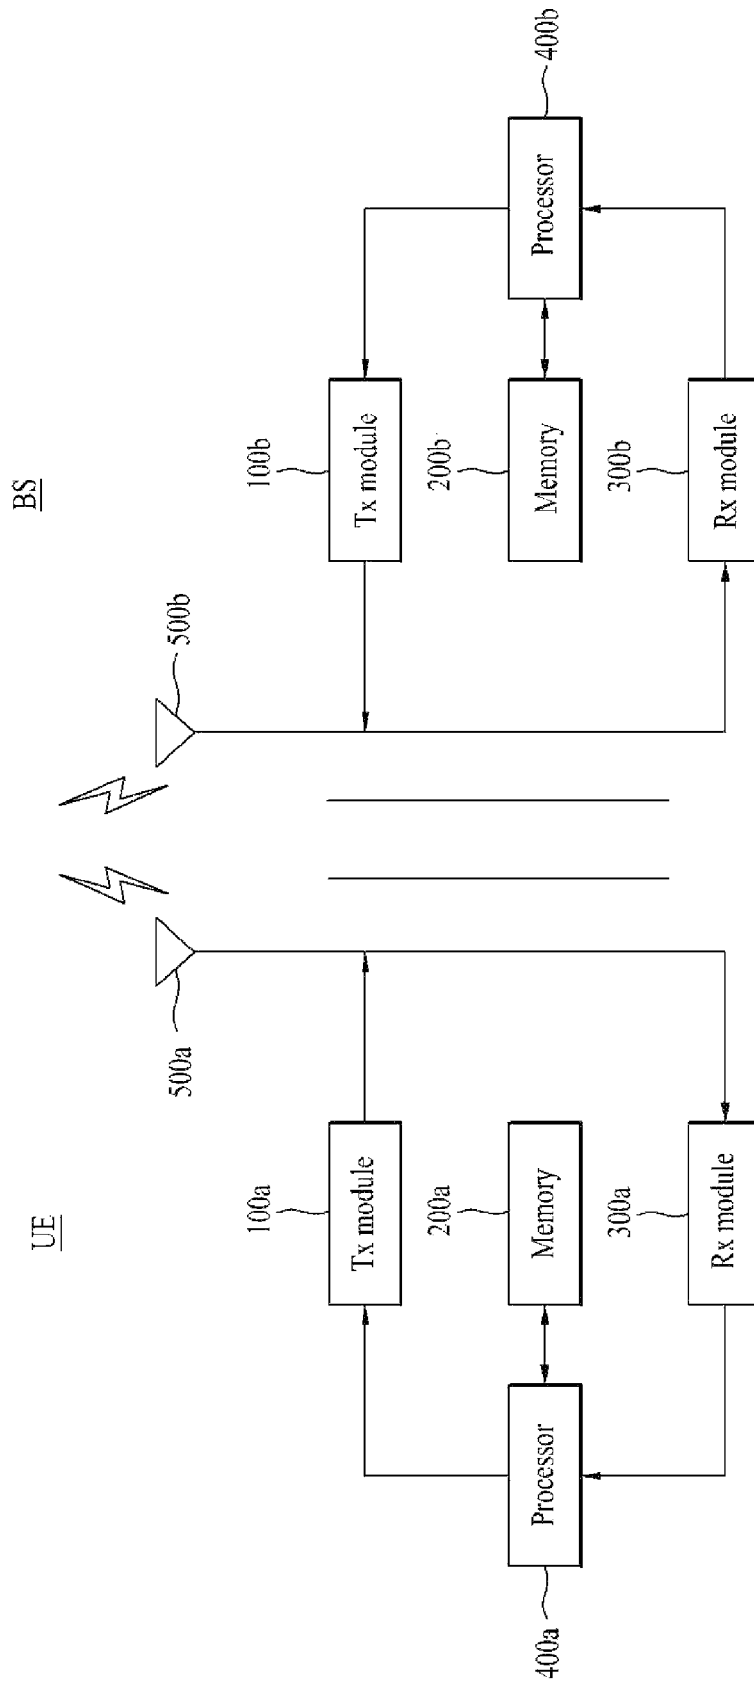 UE
BS
500a
500b
100a
Tx module
100b
Tx module
400a
Processor
200a
Memory
200b
Memory
400b
Processor
300a
Rx module
300b
Rx module